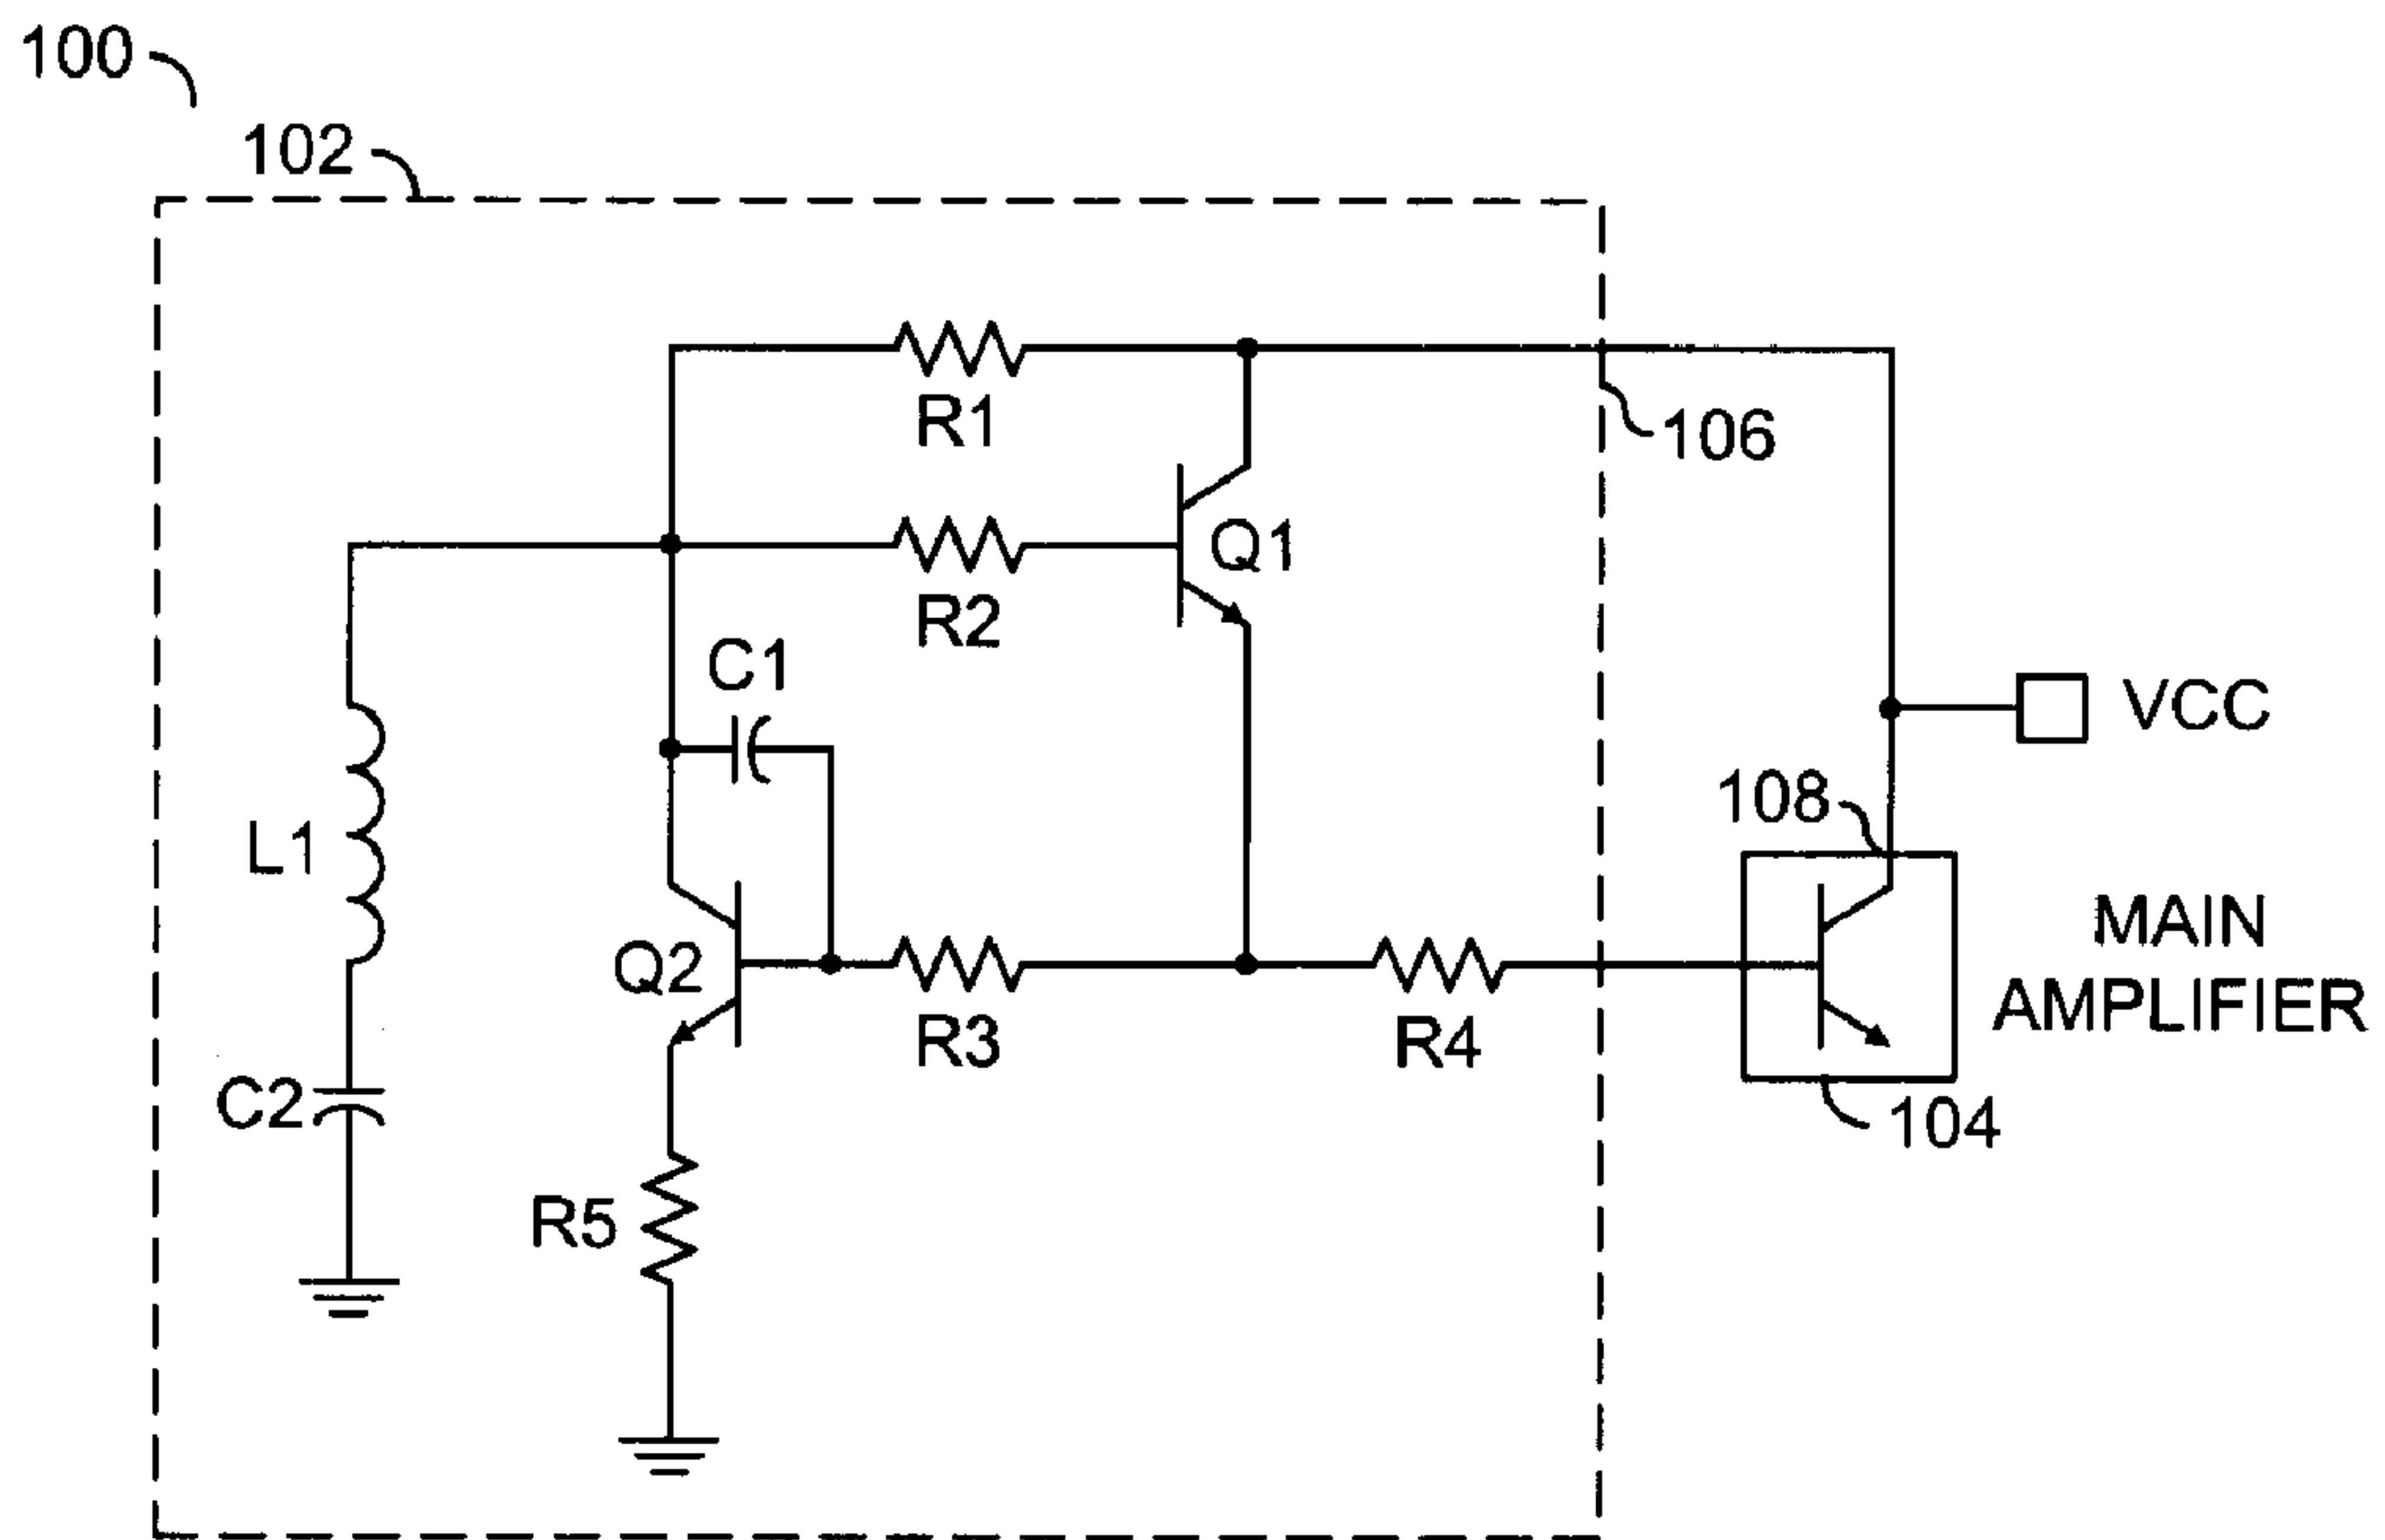 100
102
R1
106
Q1
R2
C1
VCC
108
L1
MAIN
AMPLIFIER
Q2
R3
R4
C2
104
R5